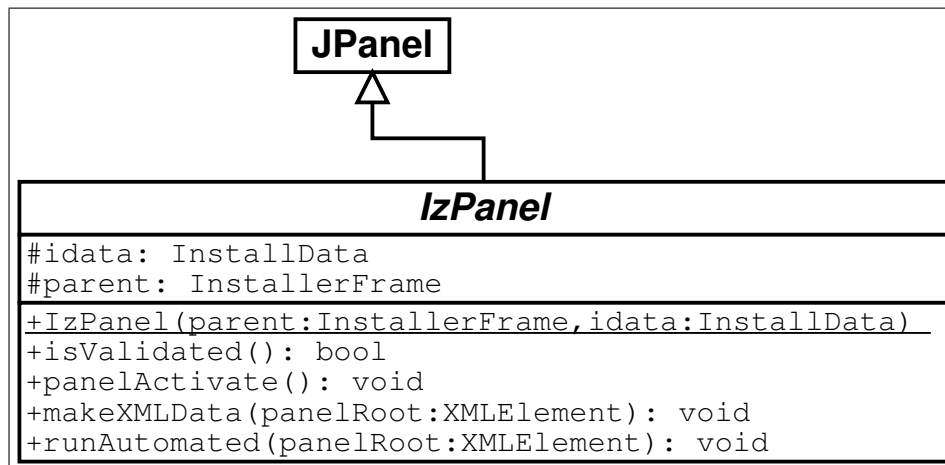 JPanel
IzPanel
#idata: InstallData
#parent: InstallerFrame
+IzPanel(parent:InstallerFrame,idata:InstallData)
+isValidated(): bool
+panelActivate(): void
+makeXMLData(panelRoot:XMLElement): void
+runAutomated(panelRoot:XMLElement): void